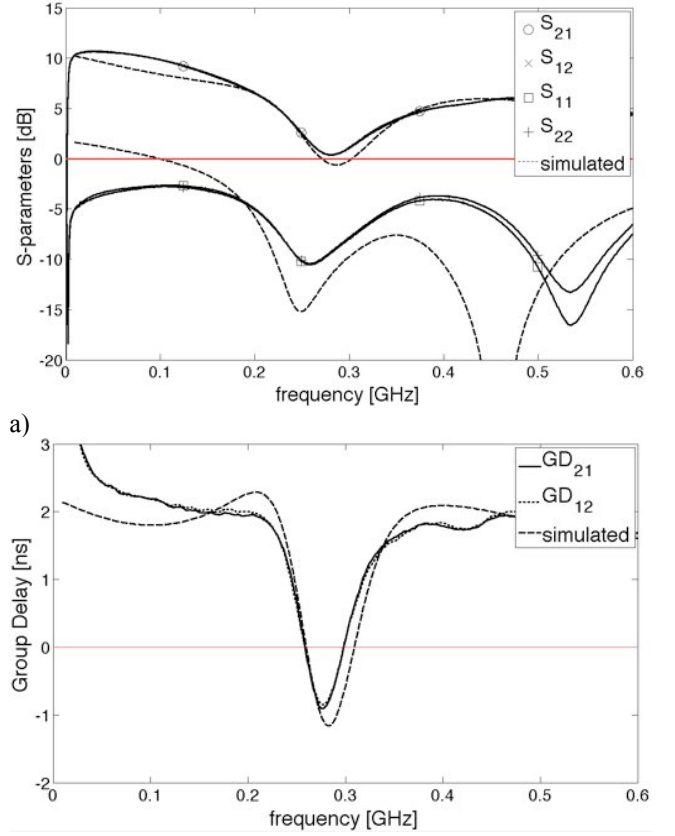 15
10
5
0
-5
-10
-15
-20
S-parameters [dB]
S21
S12
S11
S22
simulated
0 0.1 0.2 0.3 0.4 0.5 0.6
frequency [GHz]
a)
3
2
1
0
-1
-2
Group Delay [ns]
GD21
GD12
simulated
0 0.1 0.2 0.3 0.4 0.5 0.6
frequency [GHz]